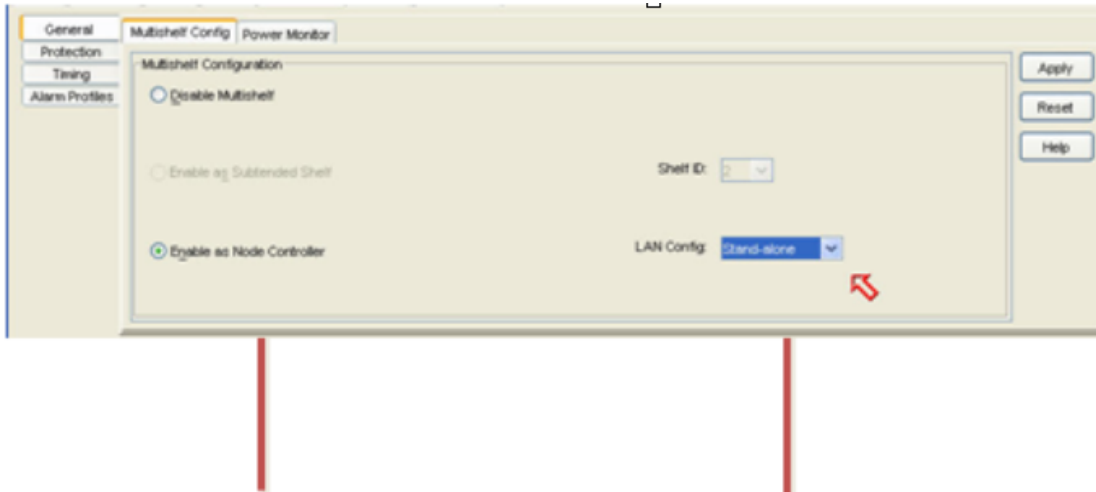 General
Protection
Timing
Alarm Profiles
Multishelf Config
Power Monitor
Multishelf Configuration
Disable Multishelf
Enable as Subtended Shelf
Shelf ID: 2
Enable as Node Controller
LAN Config: Stand-alone
Apply
Reset
Help